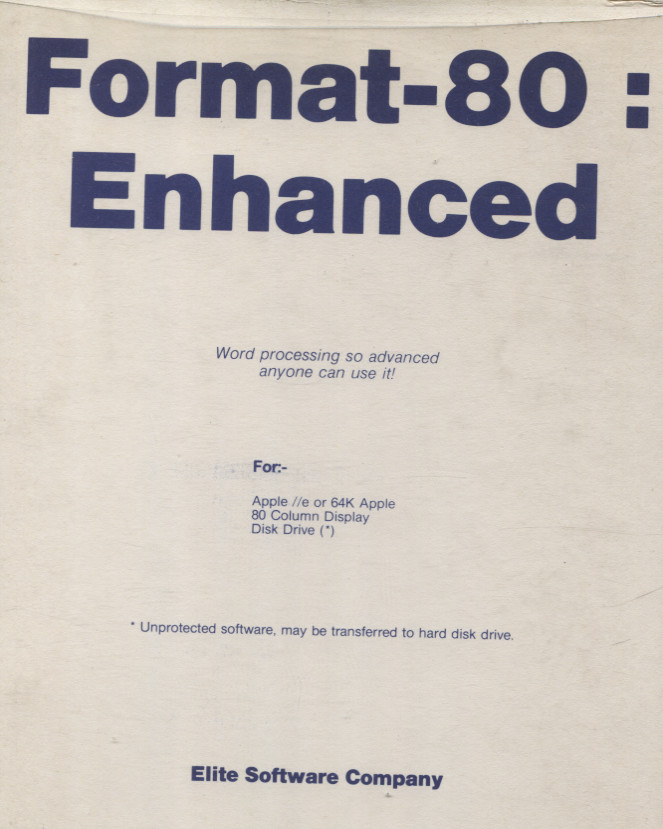 Format-80 :
Enhanced
Word processing so advanced
anyone can use it!
For:-
Apple //e or 64K Apple
80 Column Display
Disk Drive (*)
* Unprotected software, may be transferred to hard disk drive.
Elite Software Company